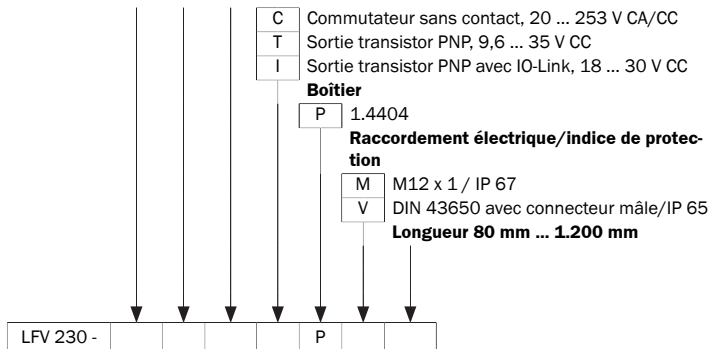 C Commutateur sans contact, 20 ... 253 V CA/CC
T Sortie transistor PNP, 9,6 ... 35 V CC
I Sortie transistor PNP avec IO-Link, 18 ... 30 V CC
Boîtier
P 1.4404
Raccordement électrique/indice de protec-
tion
M M12 x 1 / IP 67
V DIN 43650 avec connecteur mâle/IP 65
Longueur 80 mm ... 1.200 mm
LFV 230 - P